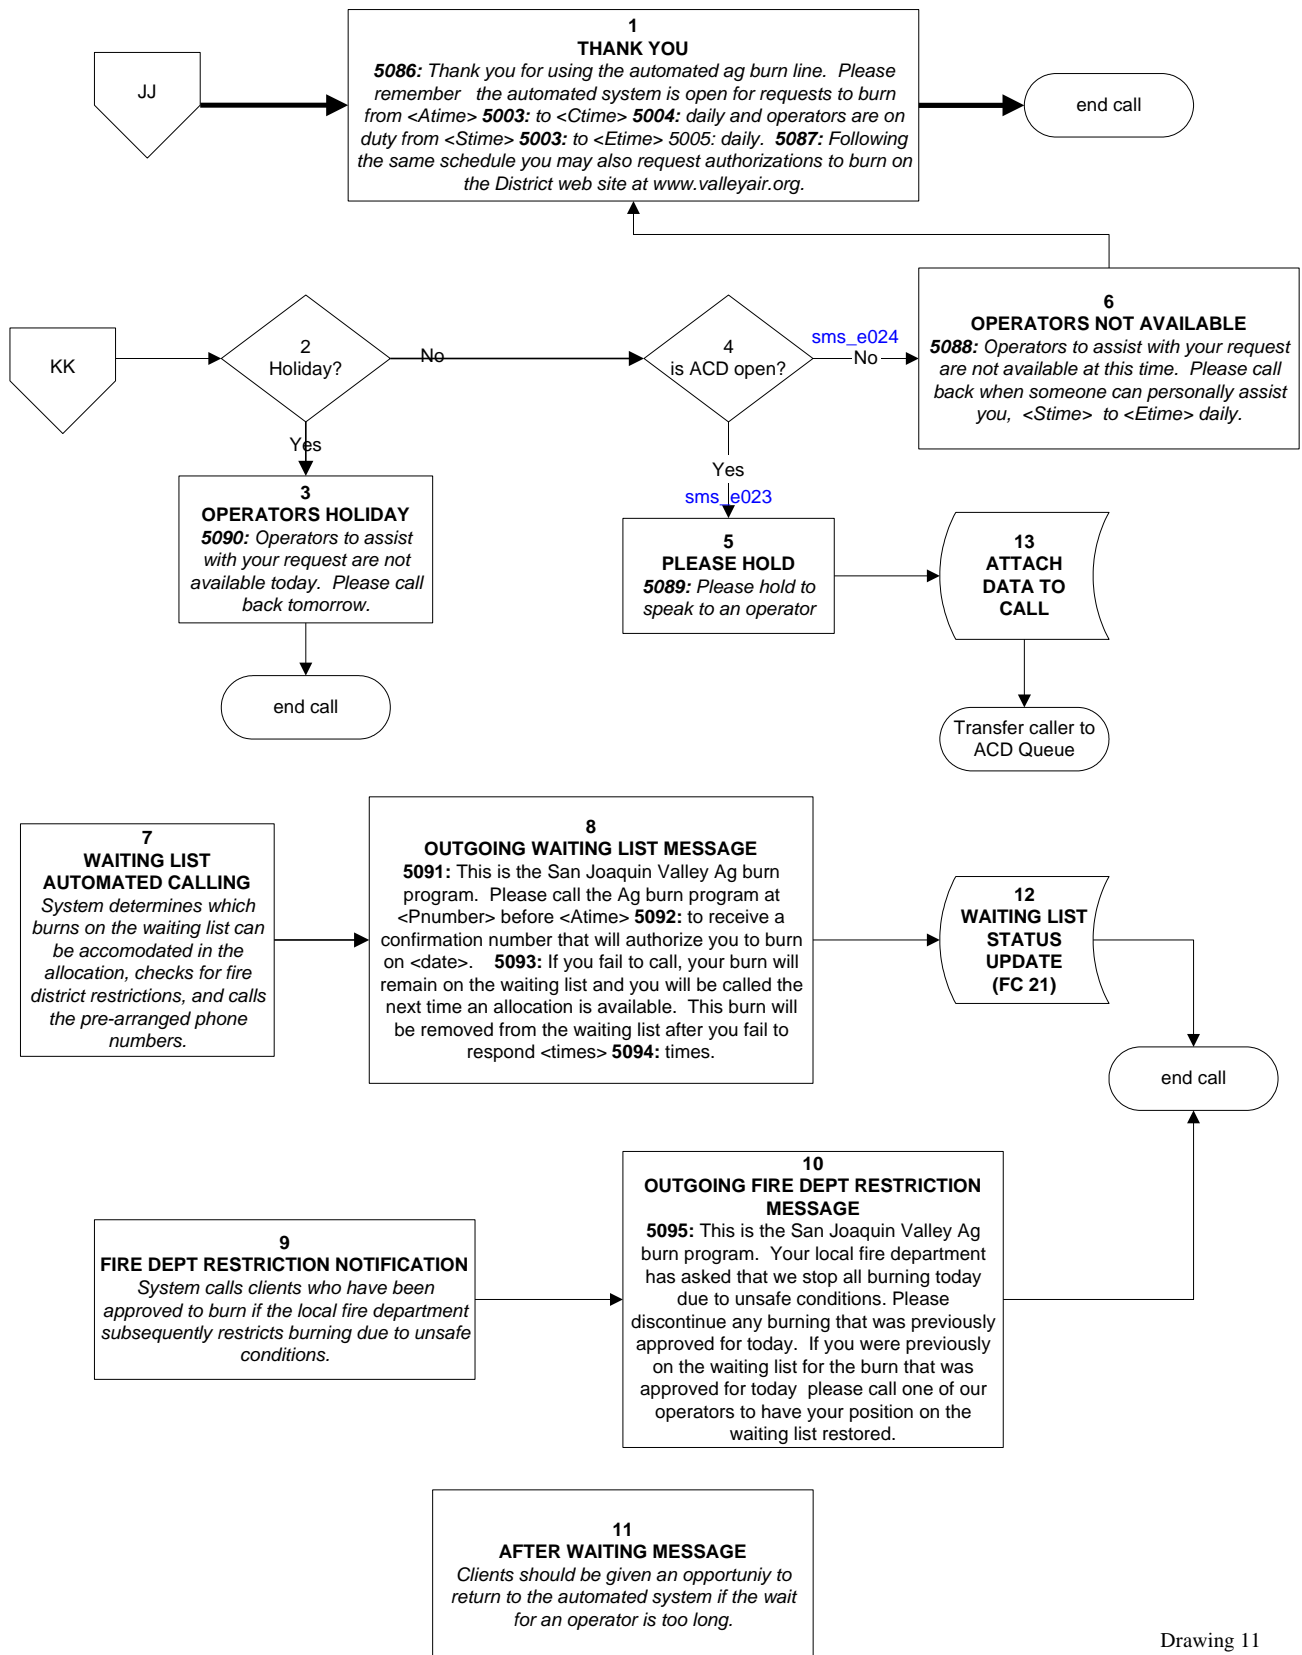 JJ
1
THANK YOU
5086: Thank you for using the automated ag burn line. Please
remember the automated system is open for requests to burn
from <Atime> 5003: to <Ctime> 5004: daily and operators are on
duty from <Stime> 5003: to <Etime> 5005: daily. 5087: Following
the same schedule you may also request authorizations to burn on
the District web site at www.valleyair.org.
end call
KK
2
Holiday?
No
Yes
4
is ACD open?
sms_e024
No
Yes
sms_e023
6
OPERATORS NOT AVAILABLE
5088: Operators to assist with your request
are not available at this time. Please call
back when someone can personally assist
you, <Stime> to <Etime> daily.
3
OPERATORS HOLIDAY
5090: Operators to assist
with your request are not
available today. Please call
back tomorrow.
end call
5
PLEASE HOLD
5089: Please hold to
speak to an operator
13
ATTACH
DATA TO
CALL
Transfer caller to
ACD Queue
7
WAITING LIST
AUTOMATED CALLING
System determines which
burns on the waiting list can
be accomodated in the
allocation, checks for fire
district restrictions, and calls
the pre-arranged phone
numbers.
8
OUTGOING WAITING LIST MESSAGE
5091: This is the San Joaquin Valley Ag burn
program. Please call the Ag burn program at
<Pnumber> before <Atime> 5092: to receive a
confirmation number that will authorize you to burn
on <date>. 5093: If you fail to call, your burn will
remain on the waiting list and you will be called the
next time an allocation is available. This burn will
be removed from the waiting list after you fail to
respond <times> 5094: times.
12
WAITING LIST
STATUS
UPDATE
(FC 21)
end call
9
FIRE DEPT RESTRICTION NOTIFICATION
System calls clients who have been
approved to burn if the local fire department
subsequently restricts burning due to unsafe
conditions.
10
OUTGOING FIRE DEPT RESTRICTION
MESSAGE
5095: This is the San Joaquin Valley Ag
burn program. Your local fire department
has asked that we stop all burning today
due to unsafe conditions. Please
discontinue any burning that was previously
approved for today. If you were previously
on the waiting list for the burn that was
approved for today please call one of our
operators to have your position on the
waiting list restored.
11
AFTER WAITING MESSAGE
Clients should be given an opportuniy to
return to the automated system if the wait
for an operator is too long.
Drawing 11